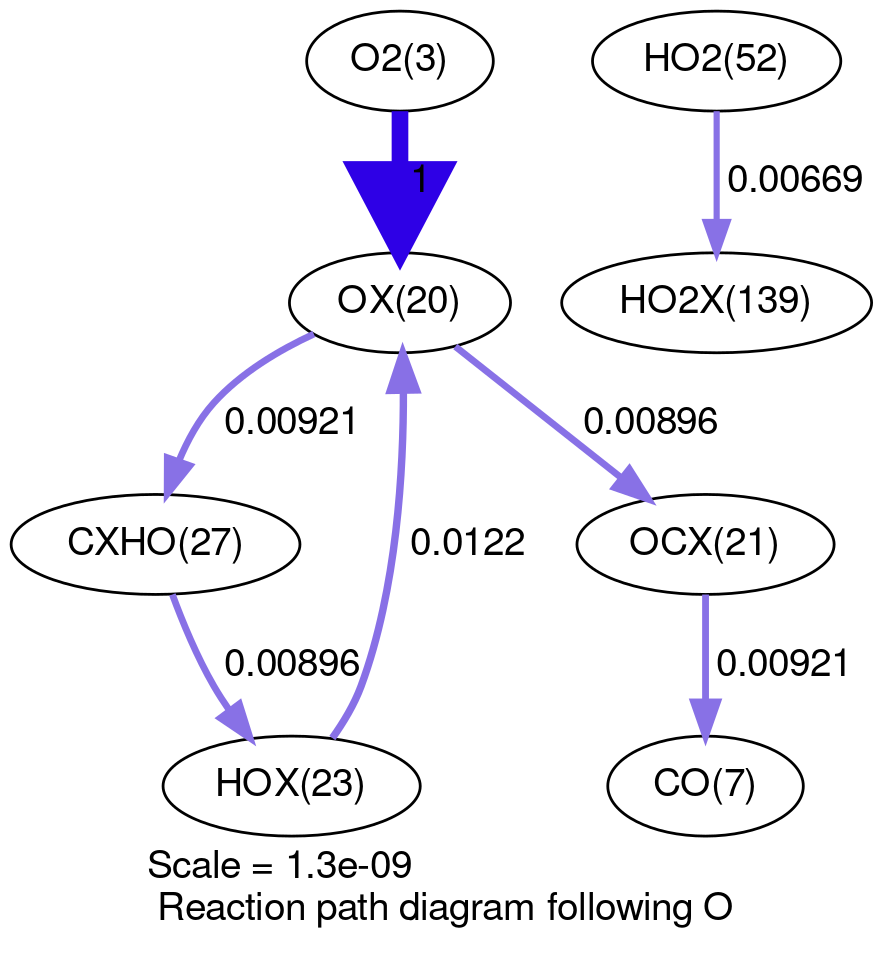 O2(3)
HO2(52)
1
0.00669
OX(20)
HO2X(139)
0.00921
0.00896
CXHO(27)
0.0122
OCX(21)
0.00896
0.00921
HOX(23)
CO(7)
Scale = 1.3e-09
Reaction path diagram following O